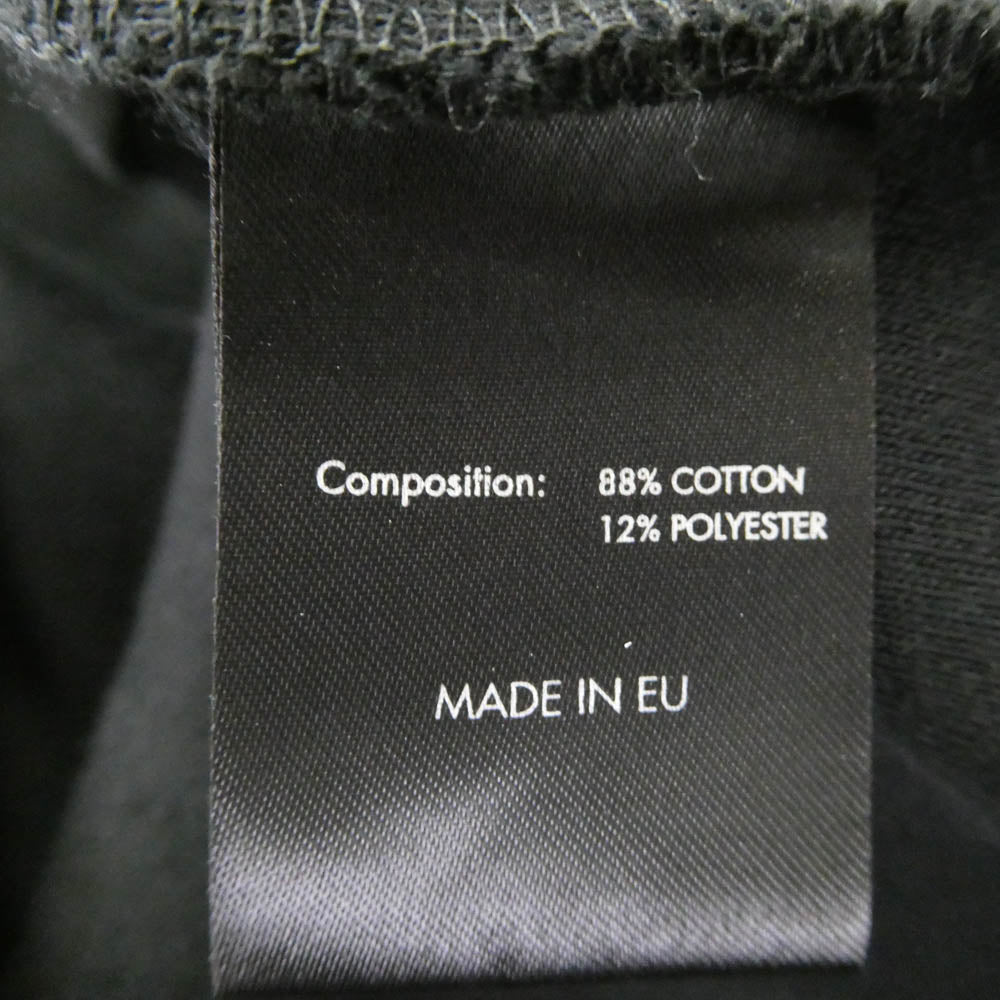 Composition: 88% COTTON
12% POLYESTER
MADE IN EU